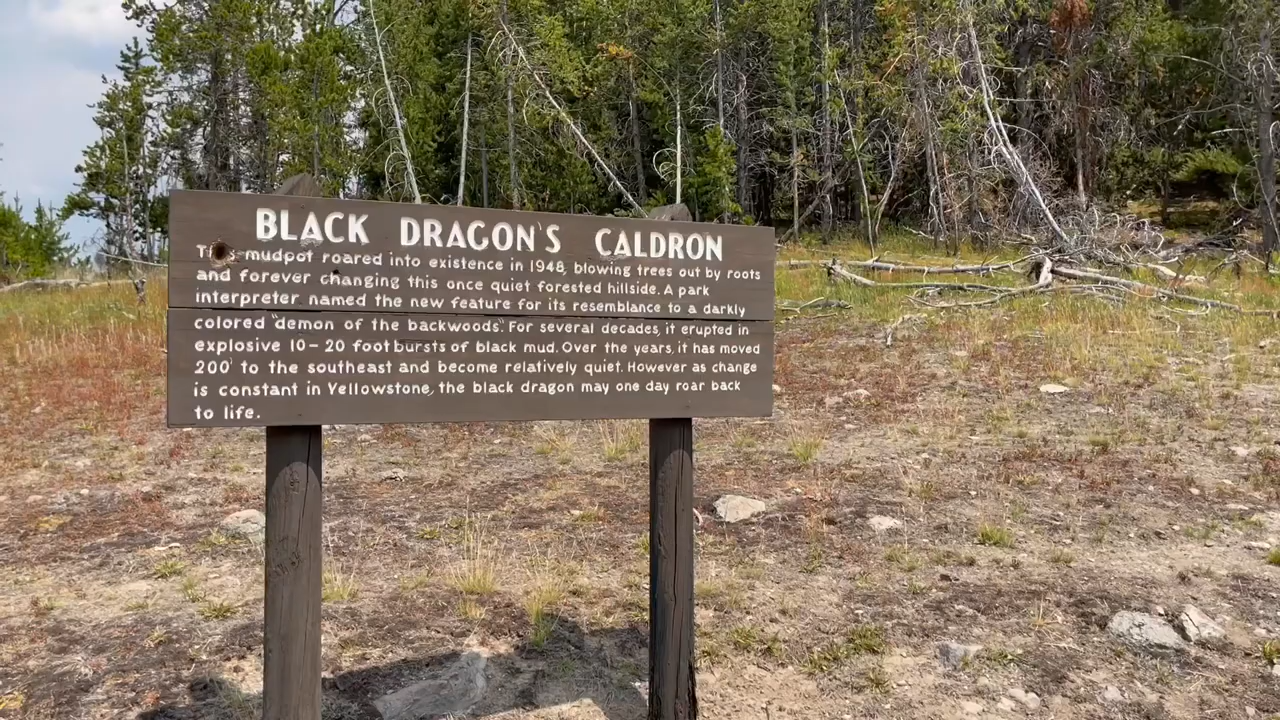 BLACK DRAGON'S CALDRON
This mudpot roared into existence in 1948, blowing trees out by roots
and forever changing this once quiet forested hillside. A park
interpreter named the new feature for its resemblance to a darkly
colored "demon of the backwoods". For several decades, it erupted in
explosive 10-20 foot bursts of black mud. Over the years, it has moved
200' to the southeast and become relatively quiet. However as change
is constant in Yellowstone, the black dragon may one day roar back
to life.